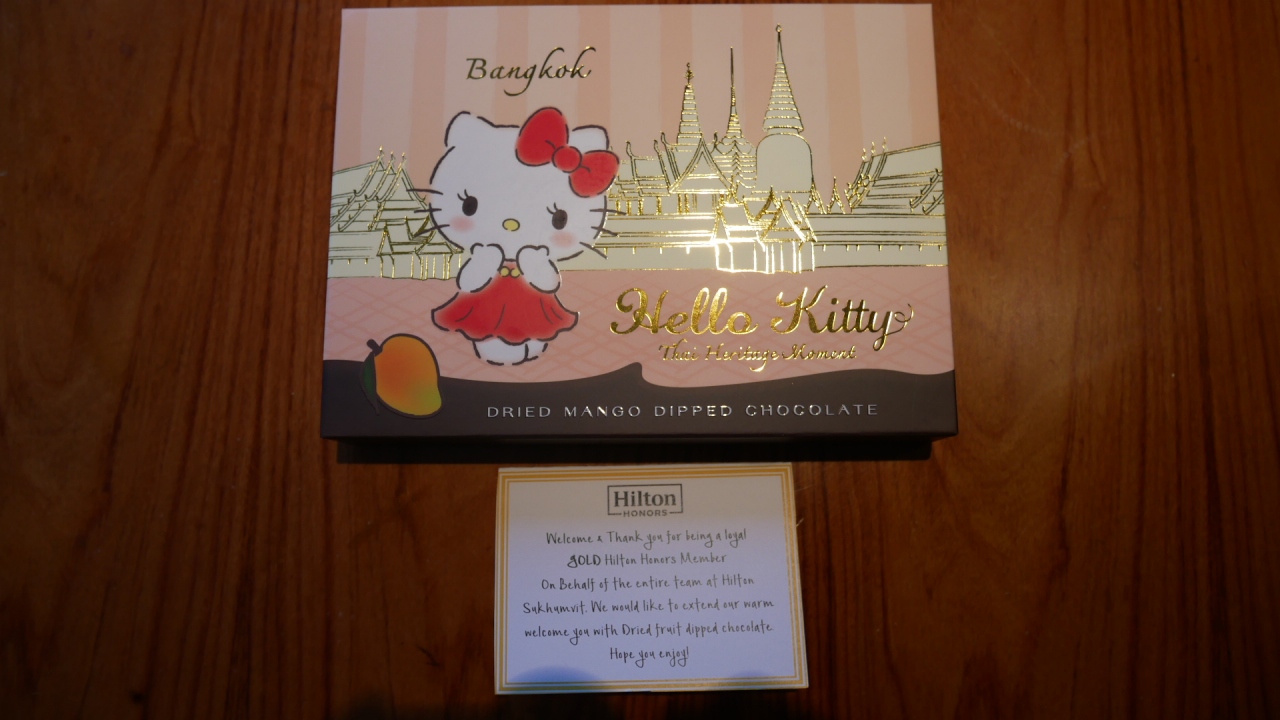 Bangkok
Hello Kitty
Thai Heritage Moment
DRIED MANGO DIPPED CHOCOLATE
Hilton
HONORS
Welcome & Thank you for being a loyal
GOLD Hilton Honors Member
On Behalf of the entire team at Hilton
Sukhumvit. We would like to extend our warm
welcome you with Dried fruit dipped chocolate.
Hope you enjoy!